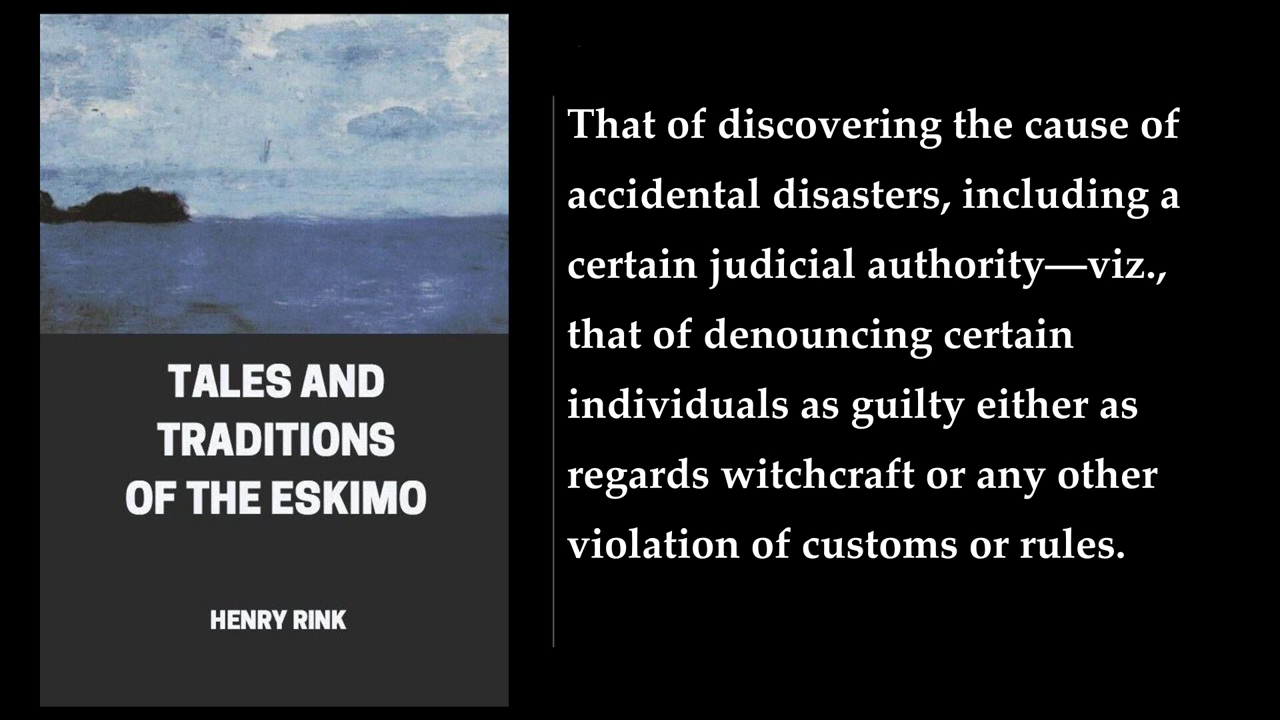 TALES AND
TRADITIONS
OF THE ESKIMO
HENRY RINK
That of discovering the cause of
accidental disasters, including a
certain judicial authority—viz.,
that of denouncing certain
individuals as guilty either as
regards witchcraft or any other
violation of customs or rules.